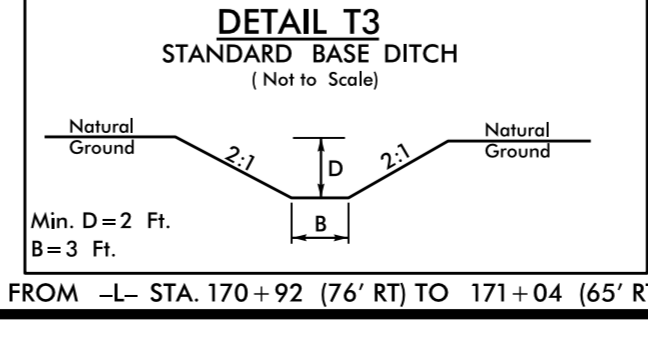 DETAIL T3
STANDARD BASE DITCH
( Not to Scale)
Natural
Ground
2:1
D
2:1
Natural
Ground
B
Min. D=2 Ft.
B=3 Ft.
FROM –L– STA. 170+92 (76' RT) TO 171+04 (65' R